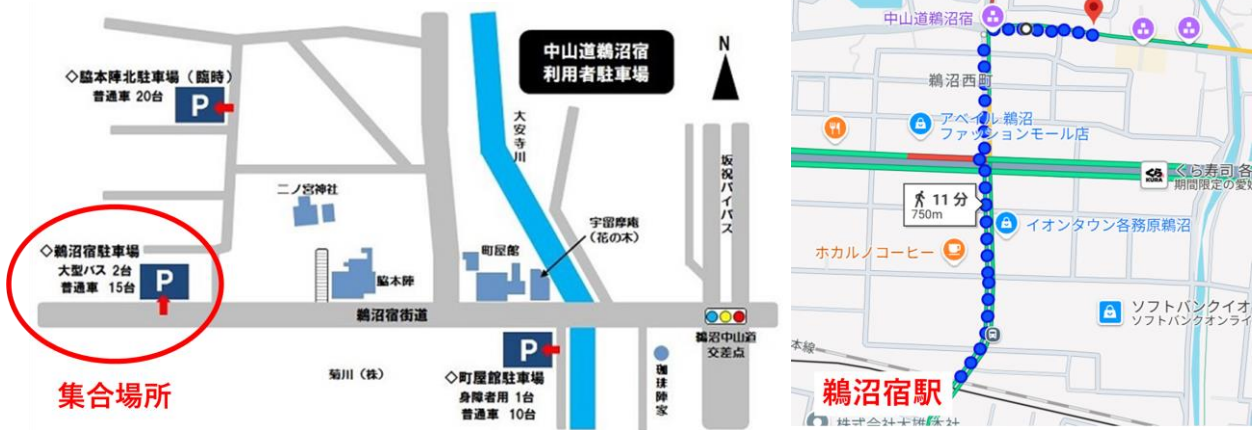 中山道鵜沼宿
利用者駐車場
N
◇脇本陣北駐車場（臨時）
普通車 20台
P
大安寺川
坂祝バイパス
二ノ宮神社
宇留摩庵
（花の木）
町屋館
◇鵜沼宿駐車場
大型バス 2台
普通車 15台
P
脇本陣
鵜沼宿街道
鵜沼中山道
交差点
P
菊川（株）
◇町屋館駐車場
身障者用 1台
普通車 10台
珈琲陣家
集合場所
中山道鵜沼宿
鵜沼西町
アベイル 鵜沼
ファッションモール店
くら寿司 各
期間限定の愛媛
11 分
750m
イオンタウン各務原鵜沼
ホカルノコーヒー
ソフトバンクイオ
ソフトバンクオンライ
本線
鵜沼宿駅
株式会社大雄 本社